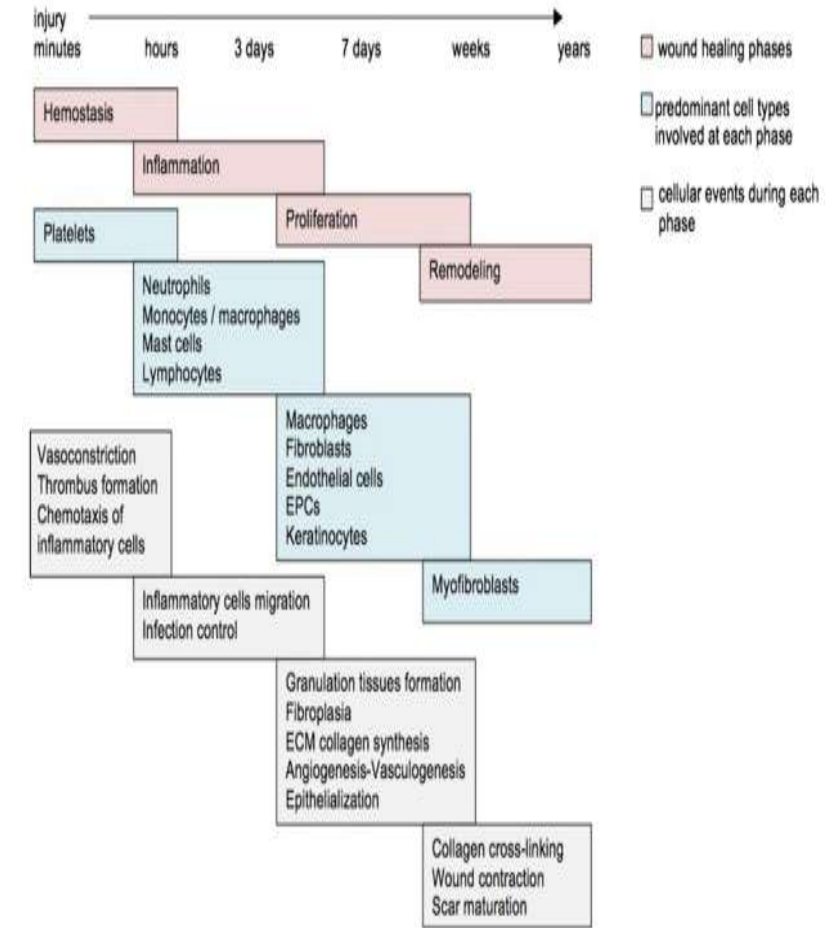 injury
minutes hours 3 days 7 days weeks years
wound healing phases
predominant cell types
involved at each phase
cellular events during each
phase
Hemostasis
Inflammation
Proliferation
Remodeling
Platelets
Neutrophils
Monocytes / macrophages
Mast cells
Lymphocytes
Macrophages
Fibroblasts
Endothelial cells
EPCs
Keratinocytes
Myofibroblasts
Vasoconstriction
Thrombus formation
Chemotaxis of
inflammatory cells
Inflammatory cells migration
Infection control
Granulation tissues formation
Fibroplasia
ECM collagen synthesis
Angiogenesis-Vasculogenesis
Epithelialization
Collagen cross-linking
Wound contraction
Scar maturation